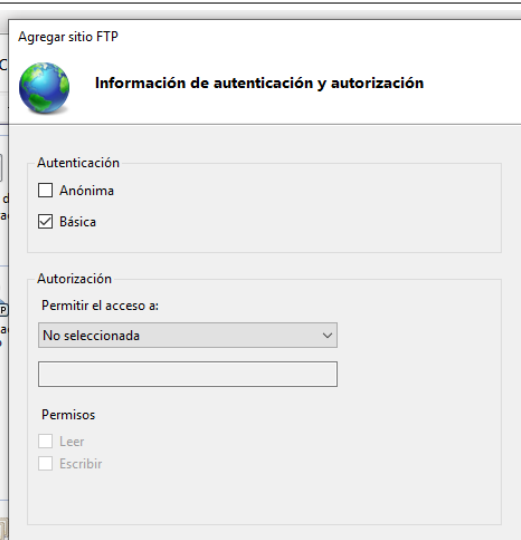 Agregar sitio FTP
Información de autenticación y autorización
Autenticación
Anónima
Básica
Autorización
Permitir el acceso a:
No seleccionada
Permisos
Leer
Escribir